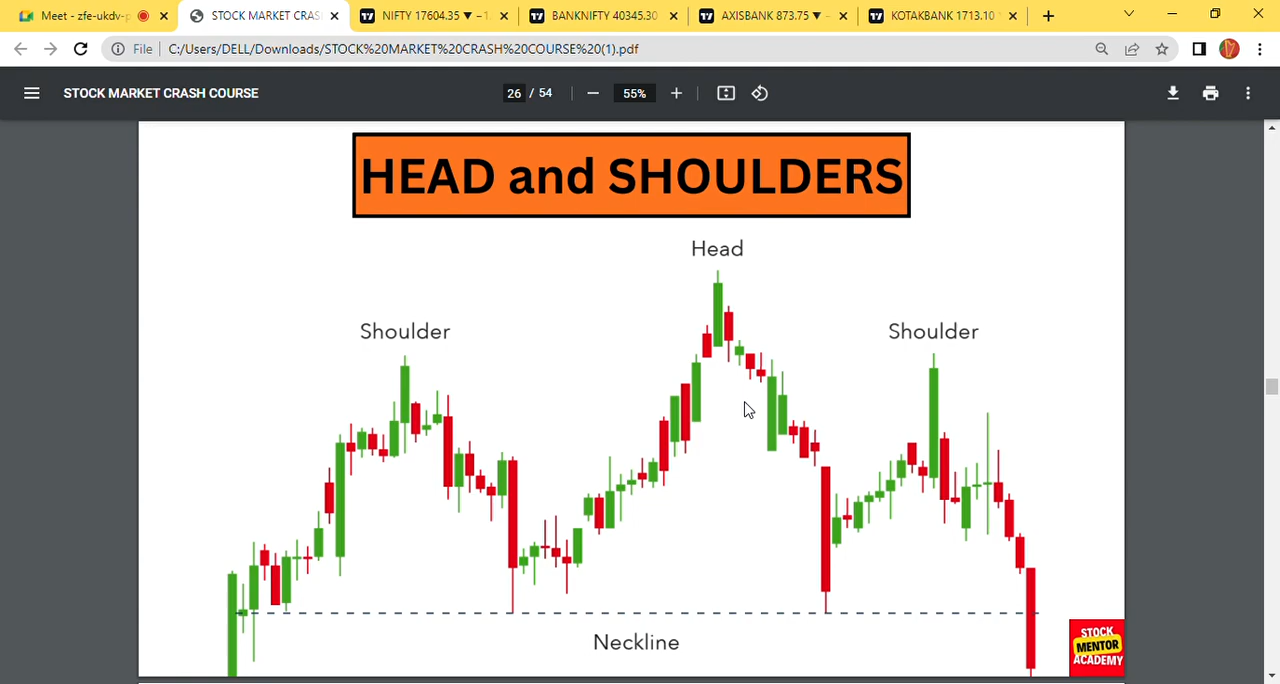 Meet - zfe-ukdv-p
STOCK MARKET CRAS
NIFTY 17604.35 ▼ −1.
BANKNIFTY 40345.30
AXISBANK 873.75 ▼ −
KOTAKBANK 1713.10
File
C:/Users/DELL/Downloads/STOCK%20MARKET%20CRASH%20COURSE%20(1).pdf
STOCK MARKET CRASH COURSE
26 / 54
55%
HEAD and SHOULDERS
Head
Shoulder
Shoulder
Neckline
STOCK
MENTOR
ACADEMY